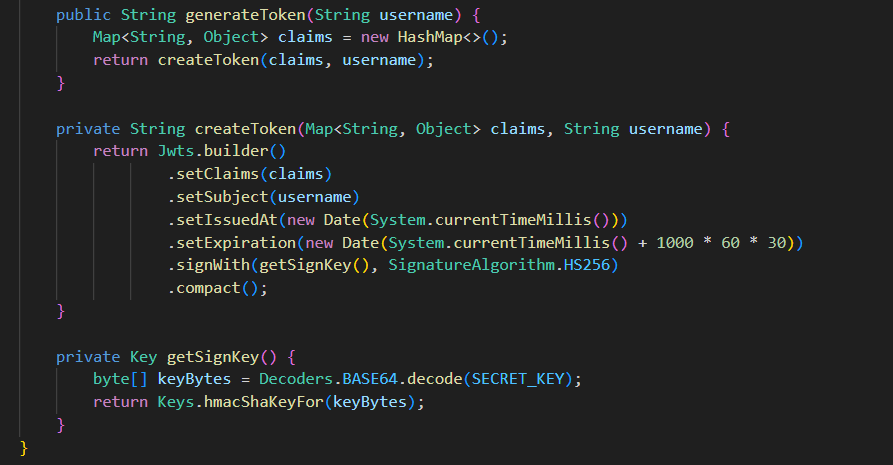 public String generateToken(String username) {
Map<String, Object> claims = new HashMap<>();
return createToken(claims, username);
}
private String createToken(Map<String, Object> claims, String username) {
return Jwts.builder()
.setClaims(claims)
.setSubject(username)
.setIssuedAt(new Date(System.currentTimeMillis()))
.setExpiration(new Date(System.currentTimeMillis() + 1000 * 60 * 30))
.signWith(getSignKey(), SignatureAlgorithm.HS256)
.compact();
}
private Key getSignKey() {
byte[] keyBytes = Decoders.BASE64.decode(SECRET_KEY);
return Keys.hmacShaKeyFor(keyBytes);
}
}